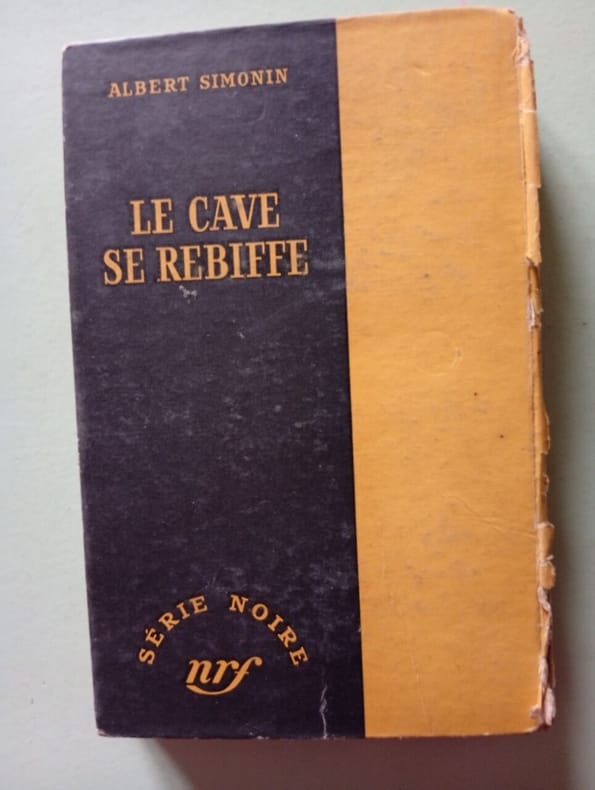 ALBERT SIMONIN
LE CAVE
SE REBIFFE
SÉRIE NOIRE
nrf